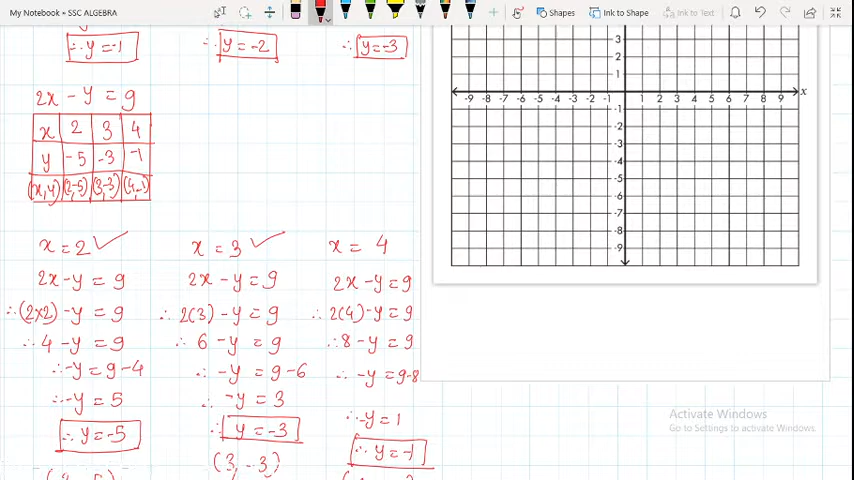 My Notebook » SSC ALGEBRA
Shapes
Ink to Shape
Ink to Text
∴ y = -1
∴ y = -2
∴ y = -3
2x - y = 9
x 2 3 4
y -5 -3 -1
(x,y) (2,-5) (3,-3) (4,-1)
x = 2 ✓
2x - y = 9
∴ (2×2) - y = 9
∴ 4 - y = 9
∴ -y = 9 - 4
∴ -y = 5
∴ y = -5
x = 3 ✓
2x - y = 9
∴ 2(3) - y = 9
∴ 6 - y = 9
∴ -y = 9 - 6
∴ -y = 3
∴ y = -3
(3, -3)
x = 4
2x - y = 9
∴ 2(4) - y = 9
∴ 8 - y = 9
∴ -y = 9 - 8
∴ -y = 1
∴ y = -1
3
2
1
-9 -8 -7 -6 -5 -4 -3 -2 -1 1 2 3 4 5 6 7 8 9 x
-1
-2
-3
-4
-5
-6
-7
-8
-9
Activate Windows
Go to Settings to activate Windows.